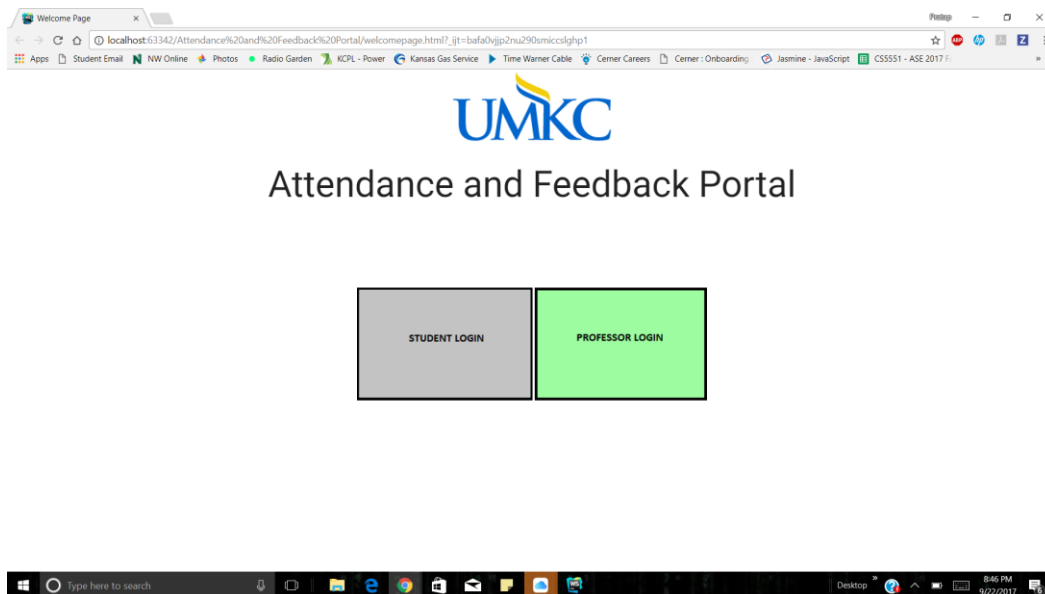 Welcome Page
Pratap
localhost:63342/Attendance%20and%20Feedback%20Portal/welcomepage.html?_ijt=bafa0vjjp2nu290smiccslghp1
Apps Student Email NW Online Photos Radio Garden KCPL - Power Kansas Gas Service Time Warner Cable Cerner Careers Cerner : Onboarding Jasmine - JavaScript CS5551 - ASE 2017 F
UMKC
Attendance and Feedback Portal
STUDENT LOGIN PROFESSOR LOGIN
Type here to search
Desktop
8:46 PM
9/22/2017